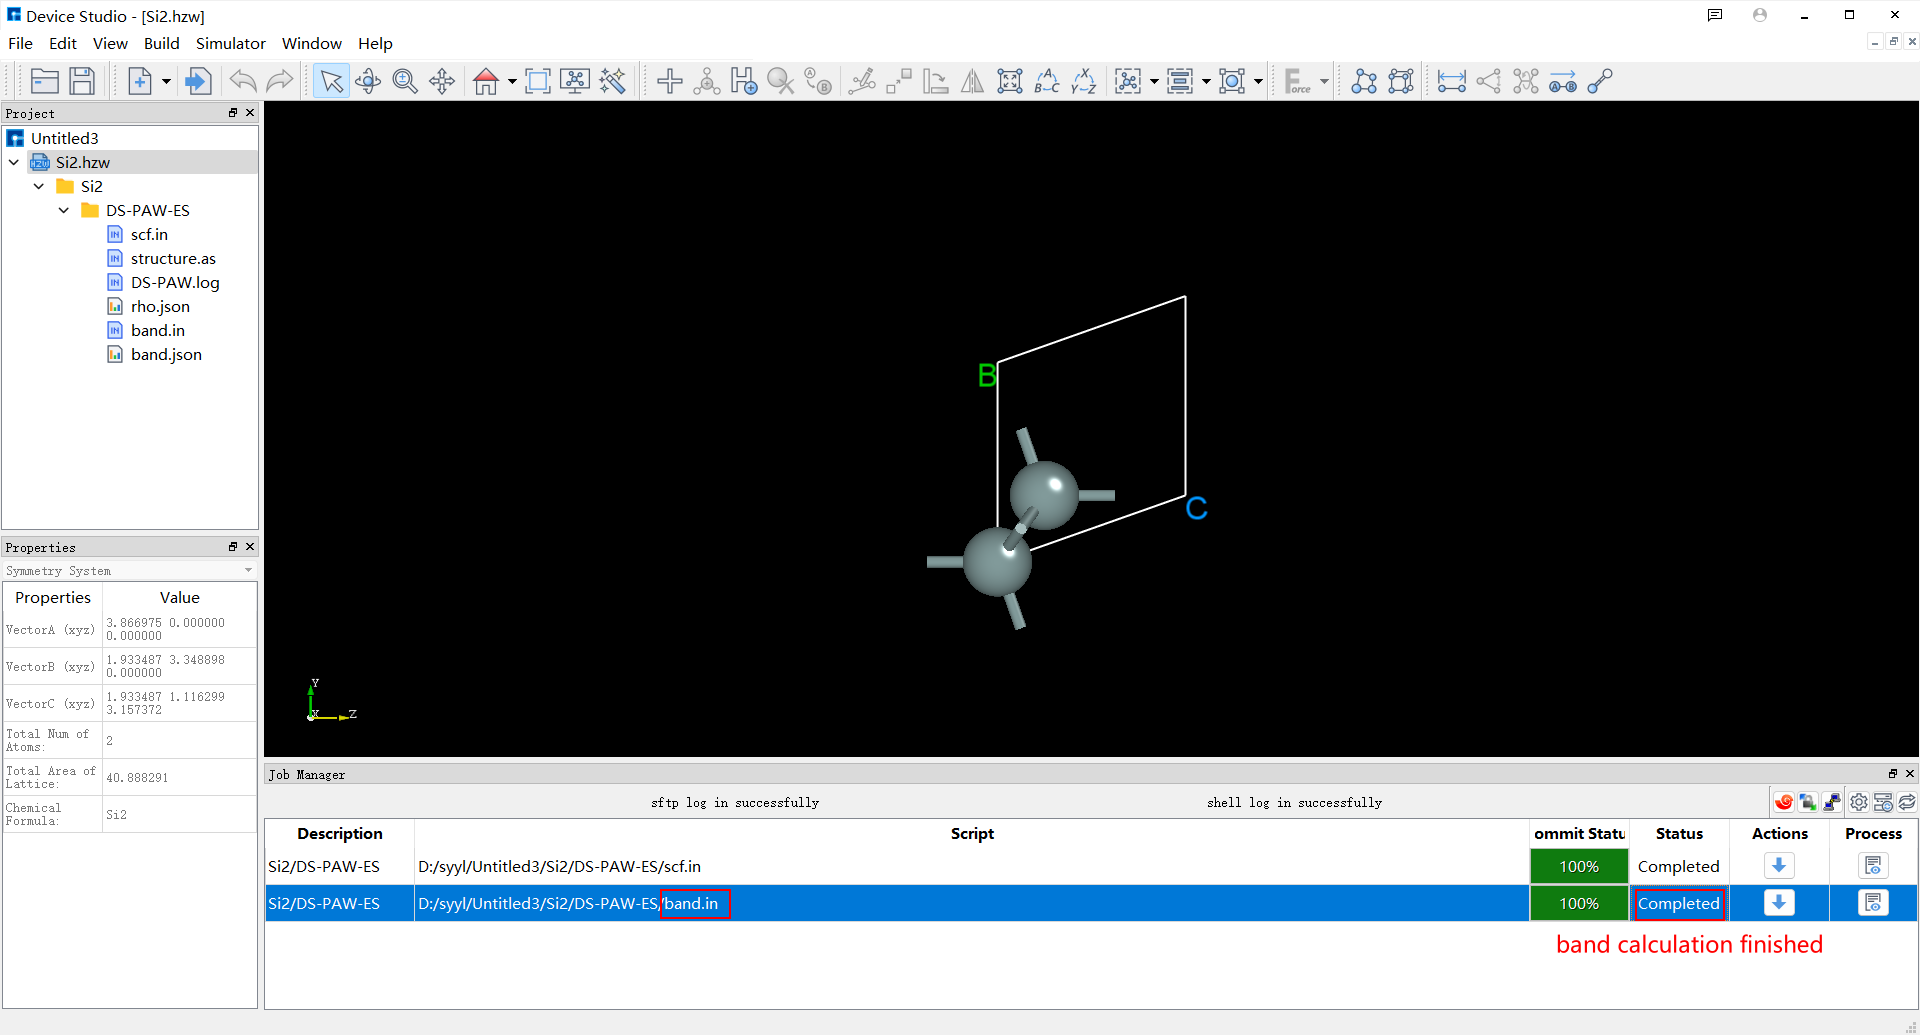 Device Studio - [Si2.hzw]
File Edit View Build Simulator Window Help
Project
Untitled3
Si2.hzw
Si2
DS-PAW-ES
scf.in
structure.as
DS-PAW.log
rho.json
band.in
band.json
Properties
Symmetry System
Properties Value
VectorA (xyz) 3.866975 0.000000
0.000000
VectorB (xyz) 1.933487 3.348898
0.000000
VectorC (xyz) 1.933487 1.116299
3.157372
Total Num of
Atoms: 2
Total Area of
Lattice: 40.888291
Chemical
Formula: Si2
B
C
Y
X Z
Job Manager
sftp log in successfully shell log in successfully
Description Script ommit Statu Status Actions Process
Si2/DS-PAW-ES D:/syyl/Untitled3/Si2/DS-PAW-ES/scf.in 100% Completed
Si2/DS-PAW-ES D:/syyl/Untitled3/Si2/DS-PAW-ES/band.in 100% Completed
band calculation finished